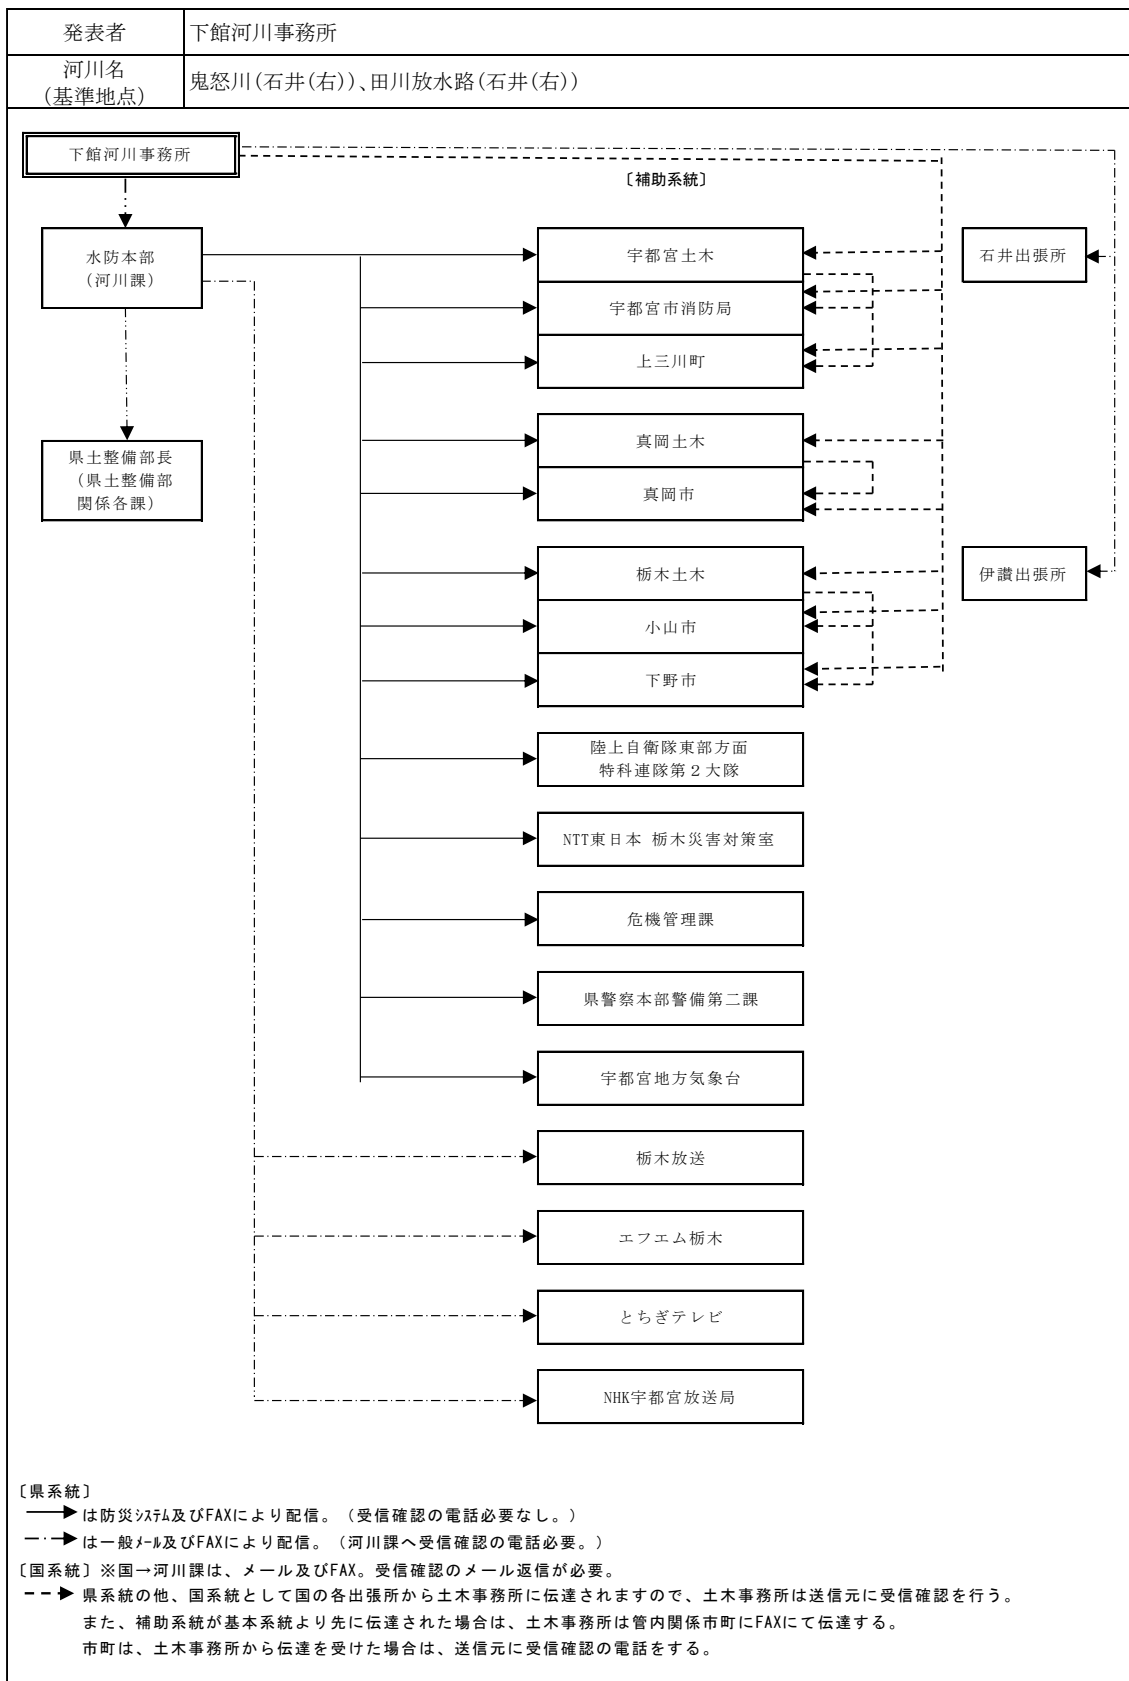 発表者
下館河川事務所
河川名
(基準地点)
鬼怒川(石井(右))、田川放水路(石井(右))
下館河川事務所
〔補助系統〕
水防本部
(河川課)
宇都宮土木
石井出張所
宇都宮市消防局
上三川町
県土整備部長
(県土整備部
関係各課)
真岡土木
真岡市
栃木土木
伊讃出張所
小山市
下野市
陸上自衛隊東部方面
特科連隊第２大隊
NTT東日本 栃木災害対策室
危機管理課
県警察本部警備第二課
宇都宮地方気象台
栃木放送
エフエム栃木
とちぎテレビ
NHK宇都宮放送局
〔県系統〕
は防災ｼｽﾃﾑ及びFAXにより配信。（受信確認の電話必要なし。）
は一般ﾒｰﾙ及びFAXにより配信。（河川課へ受信確認の電話必要。）
〔国系統〕※国→河川課は、メール及びFAX。受信確認のメール返信が必要。
県系統の他、国系統として国の各出張所から土木事務所に伝達されますので、土木事務所は送信元に受信確認を行う。
また、補助系統が基本系統より先に伝達された場合は、土木事務所は管内関係市町にFAXにて伝達する。
市町は、土木事務所から伝達を受けた場合は、送信元に受信確認の電話をする。